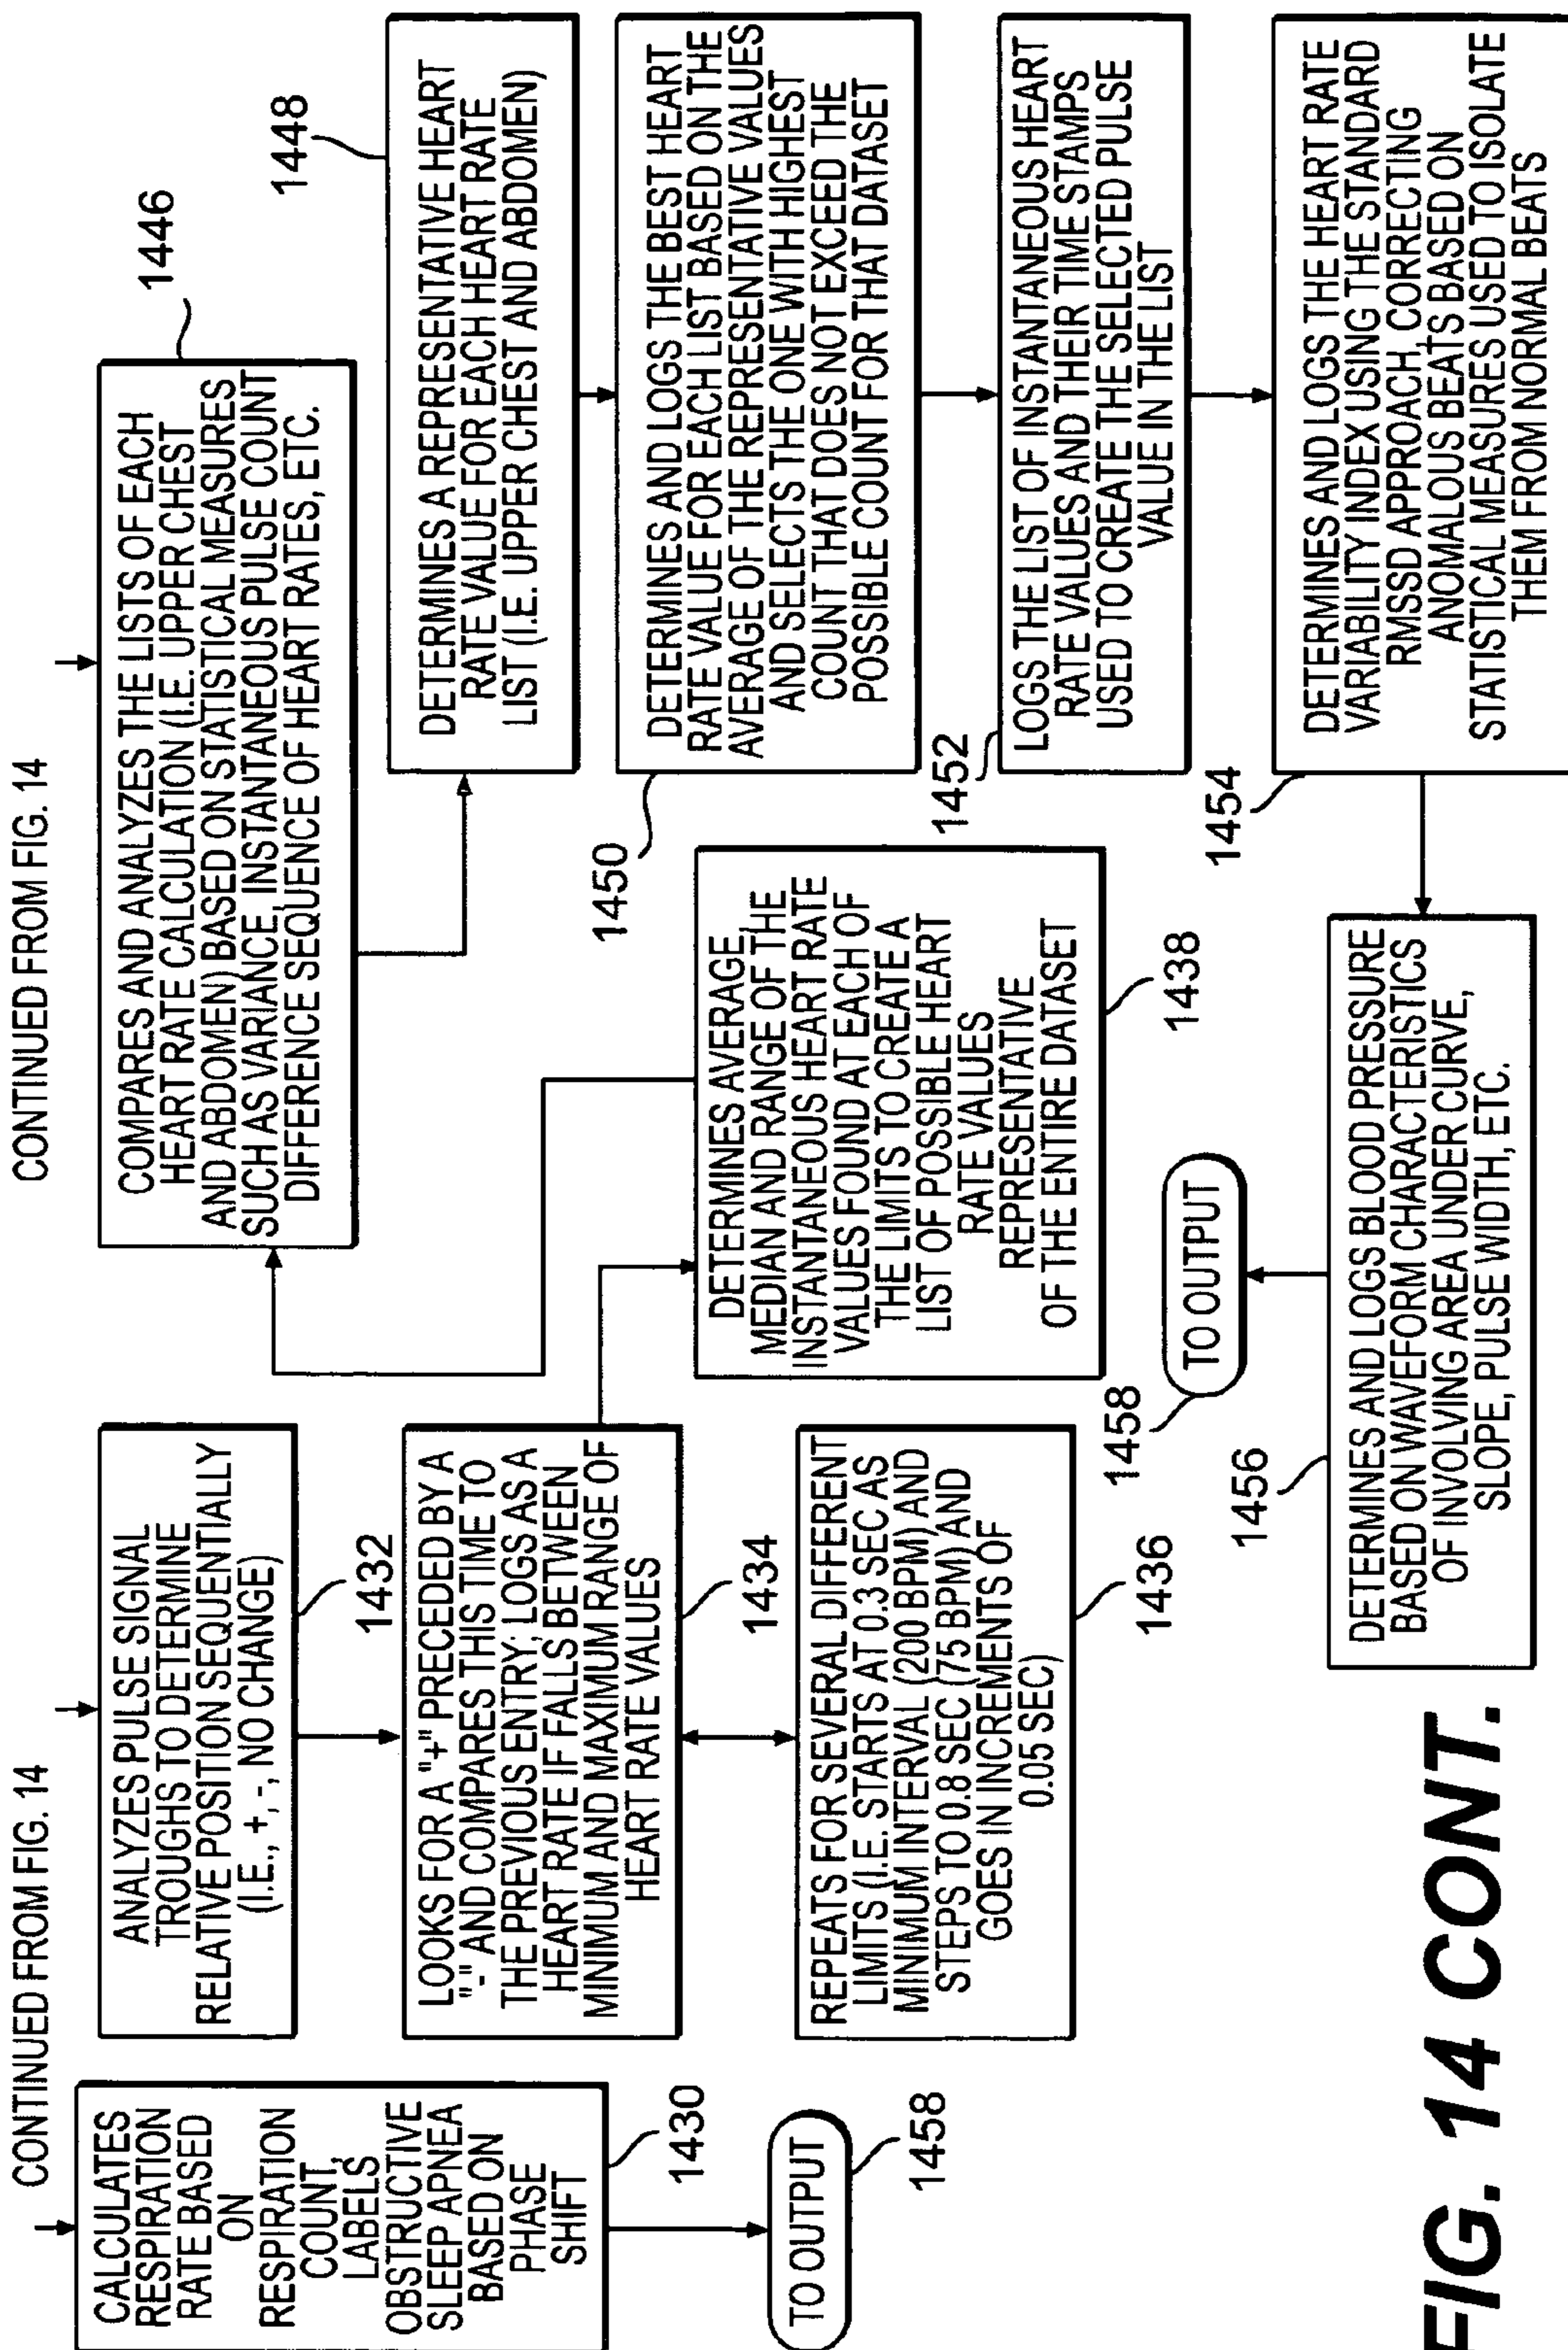 CONTINUED FROM FIG. 14
CALCULATES
RESPIRATION
RATE BASED
ON
RESPIRATION
COUNT,
LABELS
OBSTRUCTIVE
SLEEP APNEA
BASED ON
PHASE
SHIFT
1430
TO OUTPUT
1458
ANALYZES PULSE SIGNAL
TROUGHS TO DETERMINE
RELATIVE POSITION SEQUENTIALLY
(I.E., +, -, NO CHANGE)
1432
LOOKS FOR A "+" PRECEDED BY A
"-" AND COMPARES THIS TIME TO
THE PREVIOUS ENTRY; LOGS AS A
HEART RATE IF FALLS BETWEEN
MINIMUM AND MAXIMUM RANGE OF
HEART RATE VALUES
1434
REPEATS FOR SEVERAL DIFFERENT
LIMITS (I.E. STARTS AT 0.3 SEC AS
MINIMUM INTERVAL (200 BPM) AND
STEPS TO 0.8 SEC (75 BPM) AND
GOES IN INCREMENTS OF
0.05 SEC)
1436
CONTINUED FROM FIG. 14
COMPARES AND ANALYZES THE LISTS OF EACH
HEART RATE CALCULATION (I.E. UPPER CHEST
AND ABDOMEN) BASED ON STATISTICAL MEASURES
SUCH AS VARIANCE, INSTANTANEOUS PULSE COUNT
DIFFERENCE SEQUENCE OF HEART RATES, ETC.
1446
DETERMINES AVERAGE,
MEDIAN AND RANGE OF THE
INSTANTANEOUS HEART RATE
VALUES FOUND AT EACH OF
THE LIMITS TO CREATE A
LIST OF POSSIBLE HEART
RATE VALUES
REPRESENTATIVE
OF THE ENTIRE DATASET
1438
DETERMINES A REPRESENTATIVE HEART
RATE VALUE FOR EACH HEART RATE
LIST (I.E. UPPER CHEST AND ABDOMEN)
1448
DETERMINES AND LOGS THE BEST HEART
RATE VALUE FOR EACH LIST BASED ON THE
AVERAGE OF THE REPRESENTATIVE VALUES
AND SELECTS THE ONE WITH HIGHEST
COUNT THAT DOES NOT EXCEED THE
POSSIBLE COUNT FOR THAT DATASET
1450
LOGS THE LIST OF INSTANTANEOUS HEART
RATE VALUES AND THEIR TIME STAMPS
USED TO CREATE THE SELECTED PULSE
VALUE IN THE LIST
1452
DETERMINES AND LOGS THE HEART RATE
VARIABILITY INDEX USING THE STANDARD
RMSSD APPROACH, CORRECTING
ANOMALOUS BEATS BASED ON
STATISTICAL MEASURES USED TO ISOLATE
THEM FROM NORMAL BEATS
1454
DETERMINES AND LOGS BLOOD PRESSURE
BASED ON WAVEFORM CHARACTERISTICS
OF INVOLVING AREA UNDER CURVE,
SLOPE, PULSE WIDTH, ETC.
1456
TO OUTPUT
1458
FIG. 14 CONT.